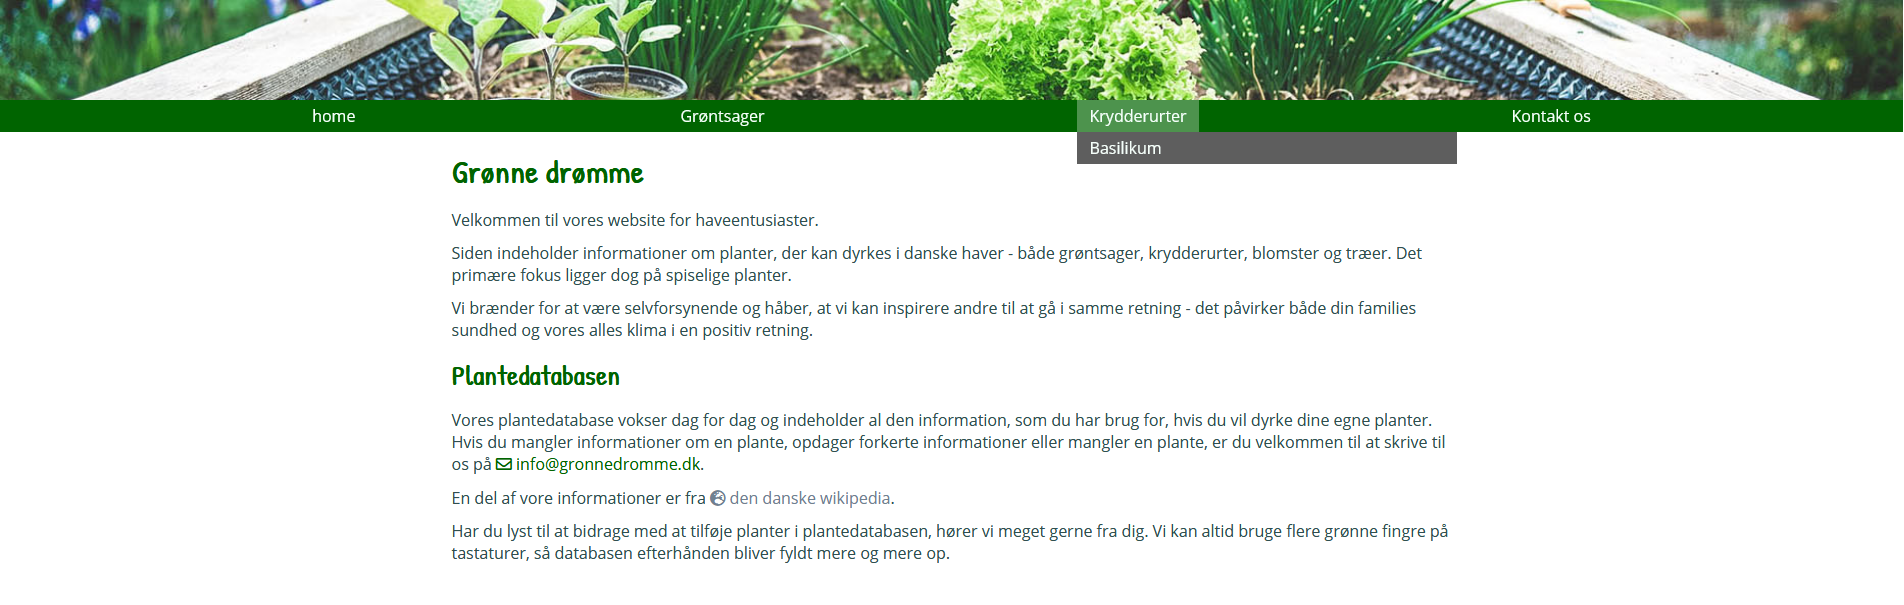 home Grøntsager Krydderurter Kontakt os
Basilikum
Grønne drømme
Velkommen til vores website for haveentusiaster.
Siden indeholder informationer om planter, der kan dyrkes i danske haver - både grøntsager, krydderurter, blomster og træer. Det
primære fokus ligger dog på spiselige planter.
Vi brænder for at være selvforsynende og håber, at vi kan inspirere andre til at gå i samme retning - det påvirker både din families
sundhed og vores alles klima i en positiv retning.
Plantedatabasen
Vores plantedatabase vokser dag for dag og indeholder al den information, som du har brug for, hvis du vil dyrke dine egne planter.
Hvis du mangler informationer om en plante, opdager forkerte informationer eller mangler en plante, er du velkommen til at skrive til
os på info@gronnedromme.dk.
En del af vore informationer er fra den danske wikipedia.
Har du lyst til at bidrage med at tilføje planter i plantedatabasen, hører vi meget gerne fra dig. Vi kan altid bruge flere grønne fingre på
tastaturer, så databasen efterhånden bliver fyldt mere og mere op.